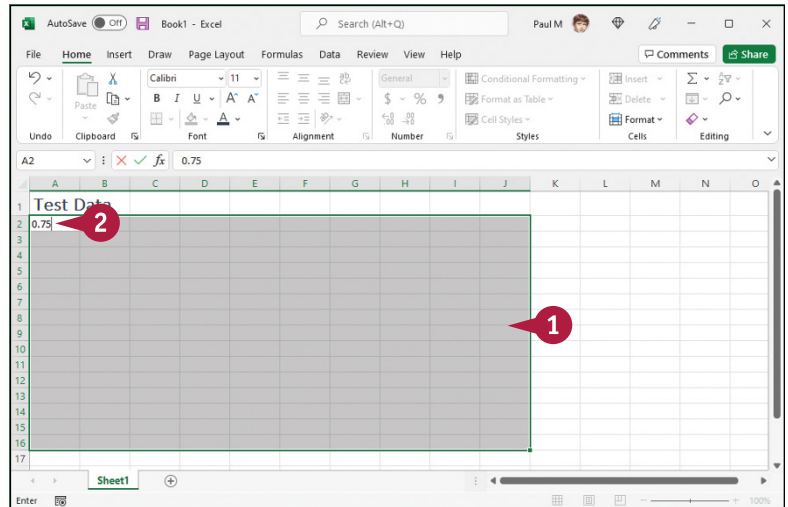 AutoSave Off Book1 - Excel Search (Alt+Q) Paul M
File Home Insert Draw Page Layout Formulas Data Review View Help Comments Share
Calibri 11 General Conditional Formatting Insert
Paste B I U A A $ % 9 Format as Table Delete
A Cell Styles Format
Undo Clipboard Font Alignment Number Styles Cells Editing
A2 fx 0.75
A B C D E F G H I J K L M N O
1 Test Data
2 0.75 2
3
4
5
6
7
8 1
9
10
11
12
13
14
15
16
17
Sheet1
Enter 100%